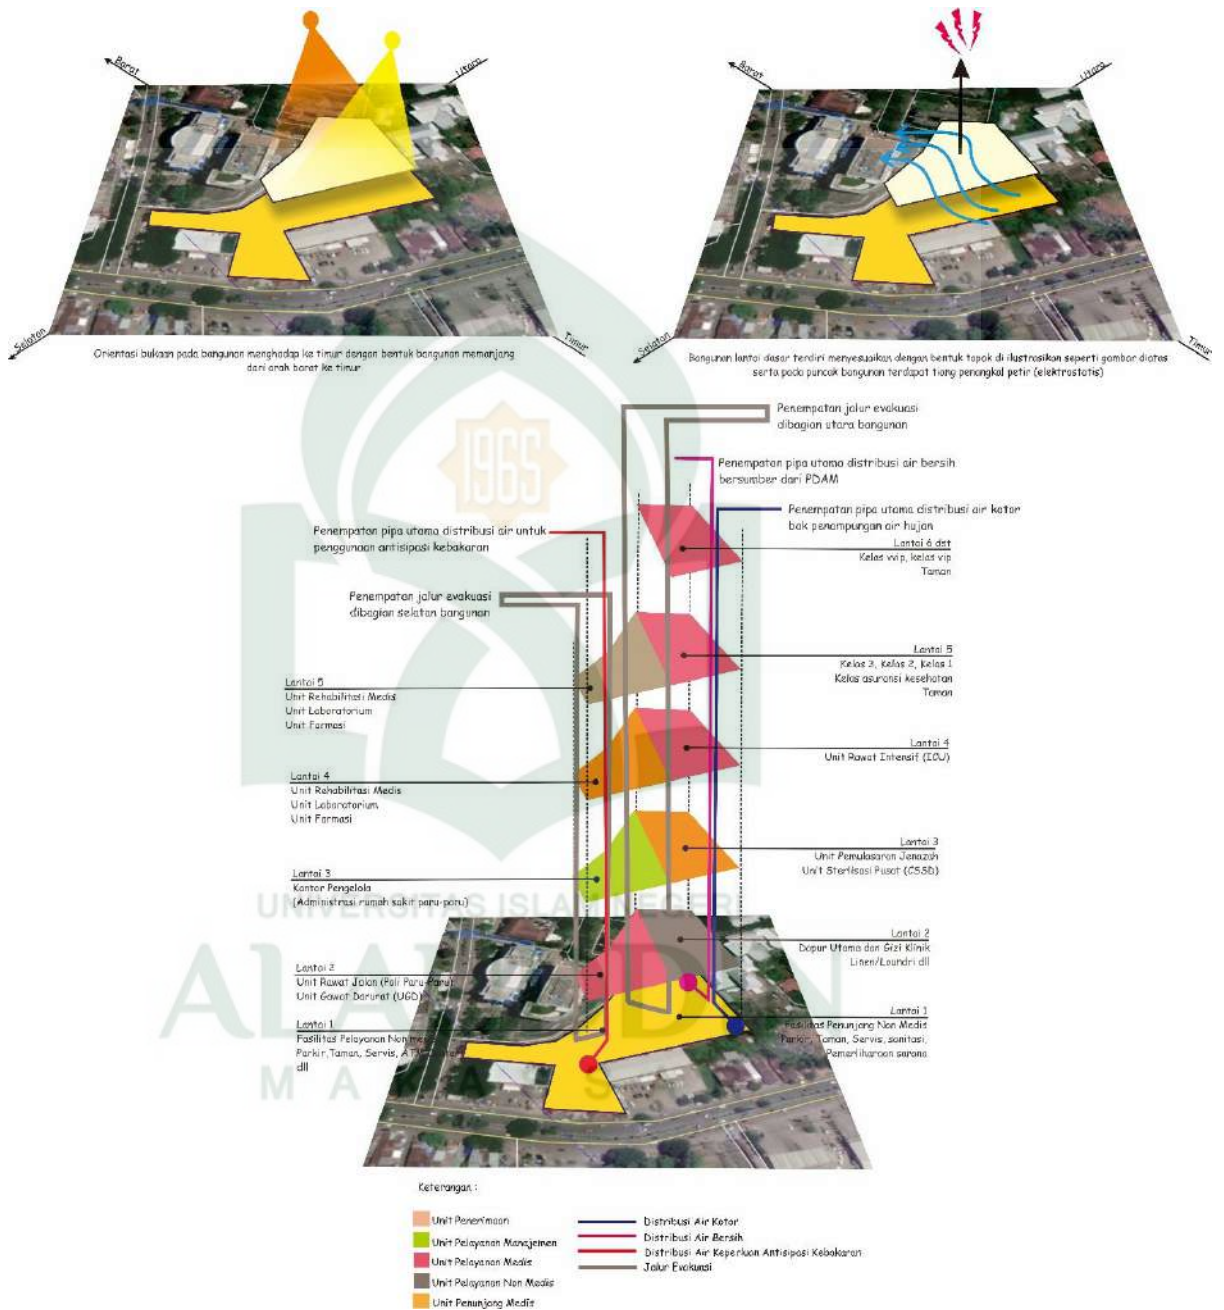 Barat
Utara
Selatan
Timur
Orientasi bukaan pada bangunan menghadap ke timur dengan bentuk bangunan memanjang
dari arah barat ke timur
Barat
Utara
Selatan
Timur
Bangunan lantai dasar terdiri menyesuaikan dengan bentuk tapak di ilustrasikan seperti gambar diatas
serta pada puncak bangunan terdapat tiang penangkal petir (elektrostatis)
1965
Penempatan jalur evakuasi
dibagian utara bangunan
Penempatan pipa utama distribusi air bersih
bersumber dari PDAM
Penempatan pipa utama distribusi air kotor
bak penampungan air hujan
Penempatan pipa utama distribusi air untuk
penggunaan antisipasi kebakaran
Lantai 6 dst
Kelas vvip, kelas vip
Taman
Penempatan jalur evakuasi
dibagian selatan bangunan
Lantai 5
Kelas 3, Kelas 2, Kelas 1
Kelas asuransi kesehatan
Taman
Lantai 5
Unit Rehabilitasi Medis
Unit Laboratorium
Unit Farmasi
Lantai 4
Unit Rawat Intensif (ICU)
Lantai 4
Unit Rehabilitasi Medis
Unit Laboratorium
Unit Farmasi
Lantai 3
Unit Pemulasaran Jenazah
Unit Sterilisasi Pusat (CSSD)
Lantai 3
Kantor Pengelola
(Administrasi rumah sakit paru-paru)
UNIVERSITAS ISLAM NEGERI
ALAUDDIN
MAKASSAR
Lantai 2
Dapur Utama dan Gizi Klinik
Linen/Laundri dll
Lantai 2
Unit Rawat Jalan (Poli Paru-Paru)
Unit Gawat Darurat (UGD)
Lantai 1
Fasilitas Penunjang Non Medis
Parkir, Taman, Servis, sanitasi,
Pemerliharaan sarana
Lantai 1
Fasilitas Pelayanan Non
Parkir,Taman, Servis,
dll
Keterangan :
Unit Penerimaan
Unit Pelayanan Manajemen
Unit Pelayanan Medis
Unit Pelayanan Non Medis
Unit Penunjang Medis
Distribusi Air Kotor
Distribusi Air Bersih
Distribusi Air Keperluan Antisipasi Kebakaran
Jalur Evakuasi